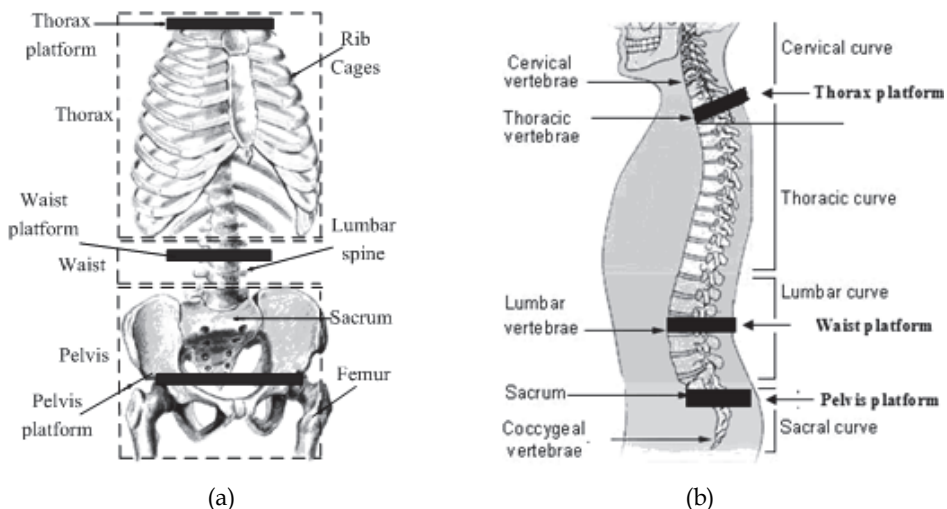 Thorax
platform
Rib
Cages
Thorax
Waist
platform
Lumbar
spine
Waist
Sacrum
Pelvis
Femur
Pelvis
platform
(a)
Cervical curve
Cervical
vertebrae
Thorax platform
Thoracic
vertebrae
Thoracic curve
Lumbar curve
Lumbar
vertebrae
Waist platform
Sacrum
Pelvis platform
Sacral curve
Coccygeal
vertebrae
(b)